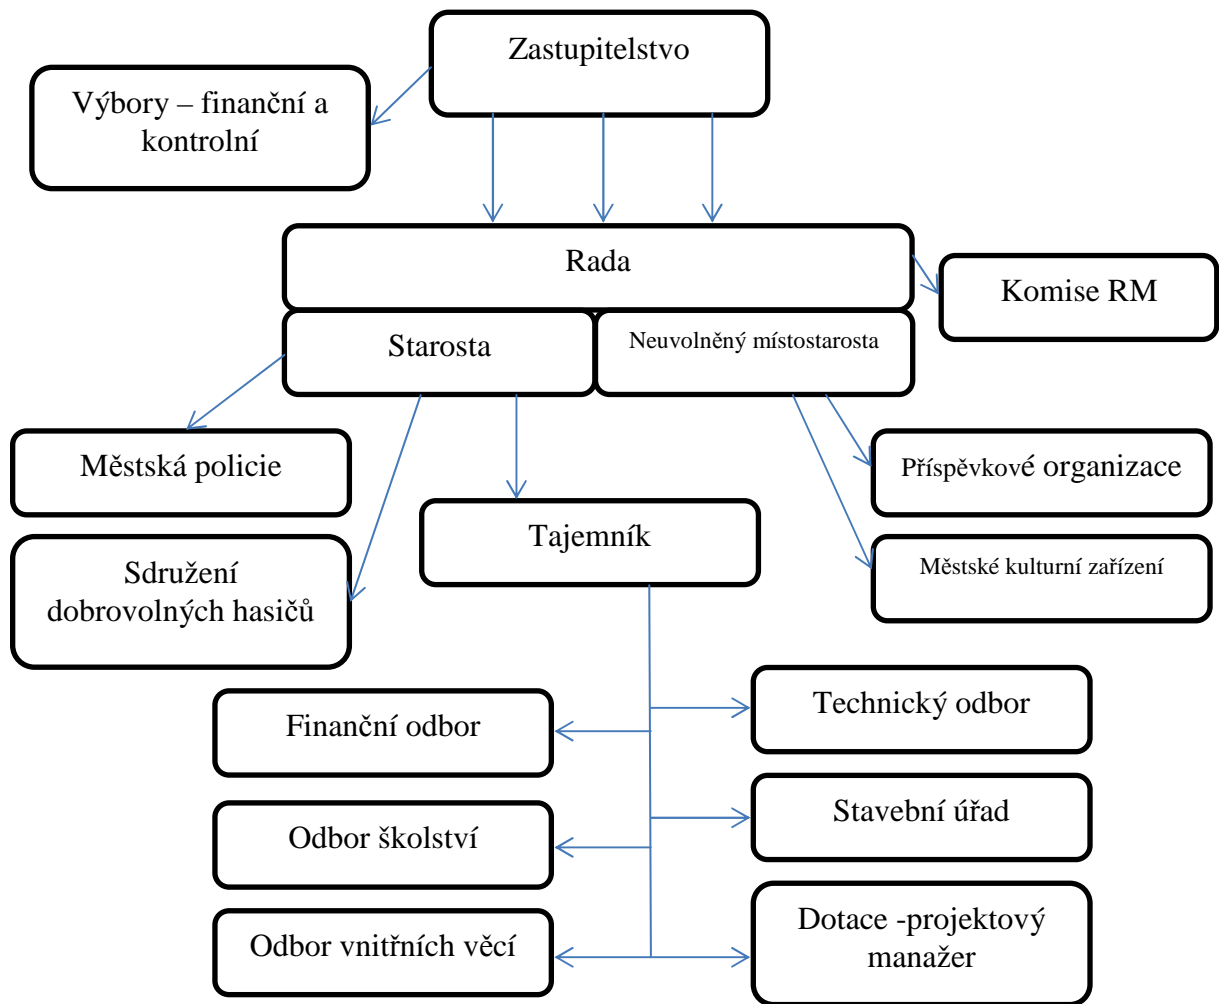 Zastupitelstvo
Výbory – finanční a
kontrolní
Rada
Komise RM
Starosta
Neuvolněný místostarosta
Městská policie
Příspěvkové organizace
Tajemník
Sdružení
dobrovolných hasičů
Městské kulturní zařízení
Finanční odbor
Technický odbor
Odbor školství
Stavební úřad
Odbor vnitřních věcí
Dotace -projektový
manažer